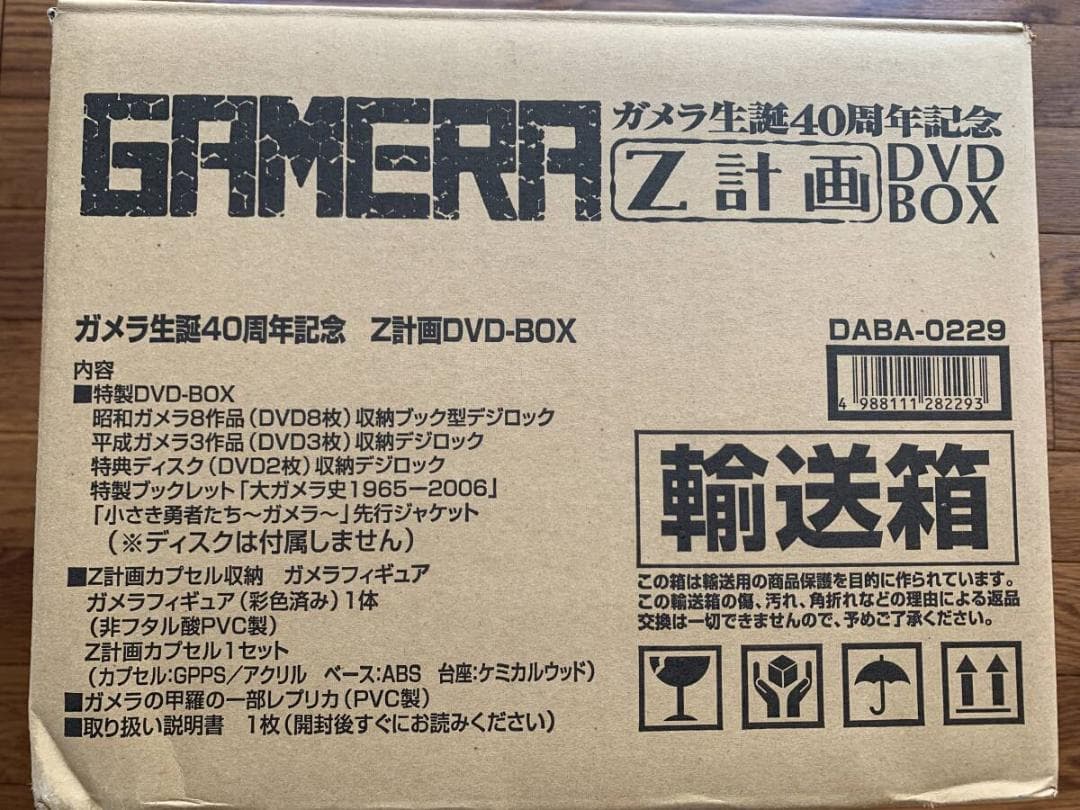 GAMERA
ガメラ生誕40周年記念
Z計画
DVD
BOX
ガメラ生誕40周年記念 Z計画DVD-BOX
DABA-0229
4 988111 282293
内容
■特製DVD-BOX
昭和ガメラ8作品(DVD8枚)収納ブック型デジロック
平成ガメラ3作品(DVD3枚)収納デジロック
特典ディスク(DVD2枚)収納デジロック
特製ブックレット「大ガメラ史1965ー2006」
「小さき勇者たち〜ガメラ〜」先行ジャケット
(※ディスクは付属しません)
■Z計画カプセル収納 ガメラフィギュア
ガメラフィギュア(彩色済み)1体
(非フタル酸PVC製)
Z計画カプセル1セット
(カプセル:GPPS/アクリル ベース:ABS 台座:ケミカルウッド)
■ガメラの甲羅の一部レプリカ(PVC製)
■取り扱い説明書 1枚(開封後すぐにお読みください)
輸送箱
この箱は輸送用の商品保護を目的に作られています。
この輸送箱の傷、汚れ、角折れなどの理由による返品
交換は一切できませんので、予めご了承ください。